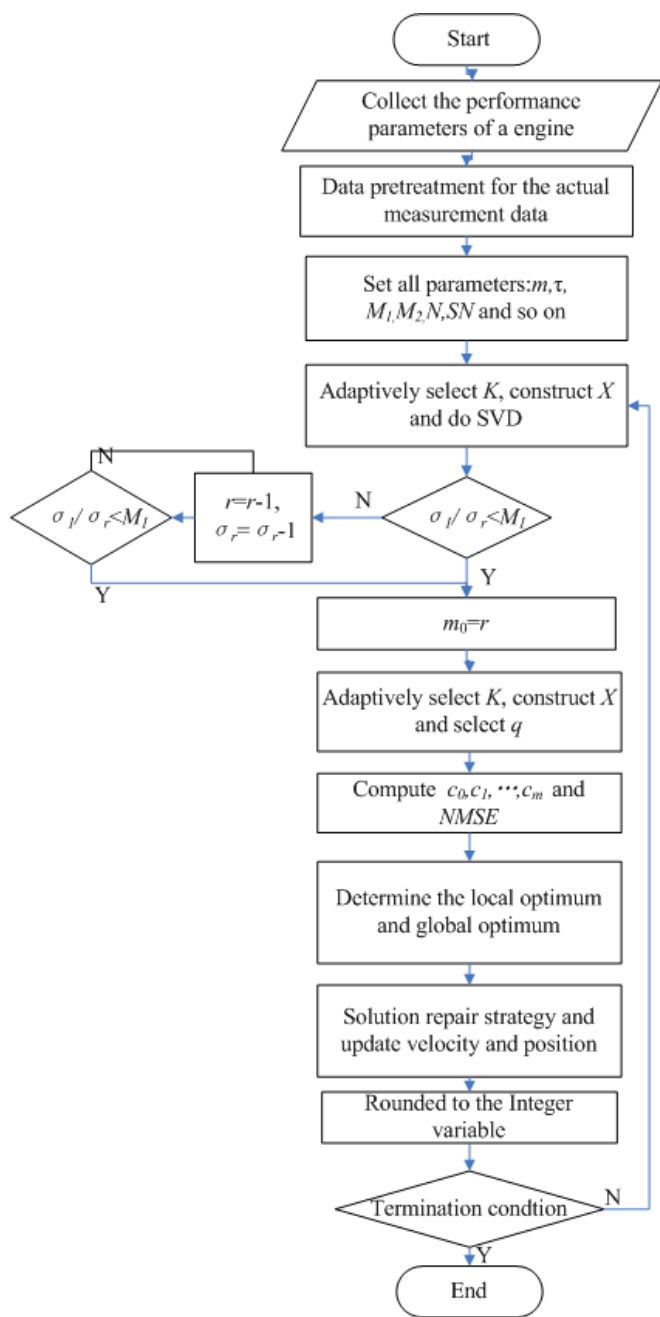 Start
Collect the performance
parameters of a engine
Data pretreatment for the actual
measurement data
Set all parameters:m,τ,
M1,M2,N,SN and so on
Adaptively select K, construct X
and do SVD
N
σ1/ σr<M1
r=r-1,
σr= σr-1
N
σ1/ σr<M1
Y
Y
m0=r
Adaptively select K, construct X
and select q
Compute c0,c1,⋯,cm and
NMSE
Determine the local optimum
and global optimum
Solution repair strategy and
update velocity and position
Rounded to the Integer
variable
Termination condtion
N
Y
End